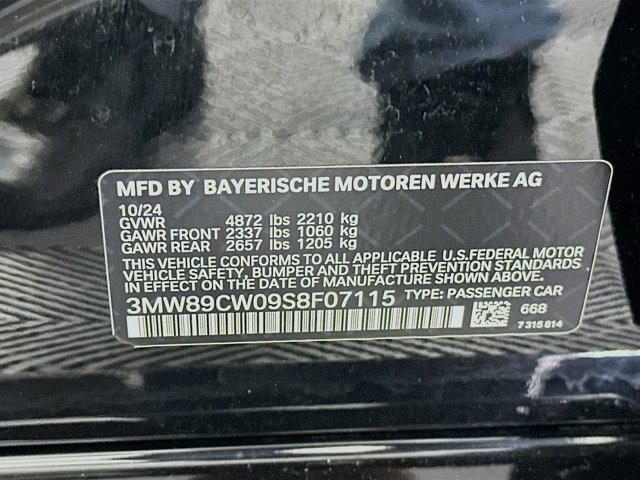 MFD BY BAYERISCHE MOTOREN WERKE AG
10/24
GVWR 4872 lbs 2210 kg
GAWR FRONT 2337 lbs 1060 kg
GAWR REAR 2657 lbs 1205 kg
THIS VEHICLE CONFORMS TO ALL APPLICABLE U.S.FEDERAL MOTOR
VEHICLE SAFETY, BUMPER, AND THEFT PREVENTION STANDARDS IN
EFFECT ON THE DATE OF MANUFACTURE SHOWN ABOVE.
3MW89CW09S8F07115 TYPE: PASSENGER CAR
668
7 315 814